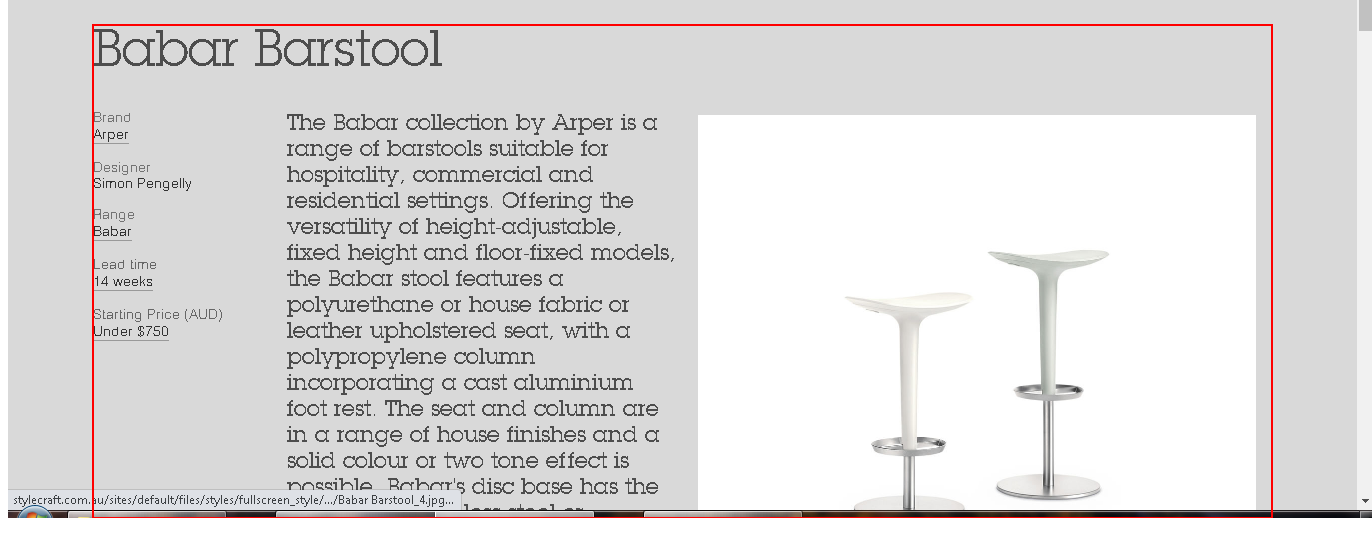 Babar Barstool
Brand
Arper
Designer
Simon Pengelly
Range
Babar
Lead time
14 weeks
Starting Price (AUD)
Under $750
The Babar collection by Arper is a
range of barstools suitable for
hospitality, commercial and
residential settings. Offering the
versatility of height-adjustable,
fixed height and floor-fixed models,
the Babar stool features a
polyurethane or house fabric or
leather upholstered seat, with a
polypropylene column
incorporating a cast aluminium
foot rest. The seat and column are
in a range of house finishes and a
solid colour or two tone effect is
possible. Babar's disc base has the
stylecraft.com.au/sites/default/files/styles/fullscreen_style/.../Babar Barstool_4.jpg...